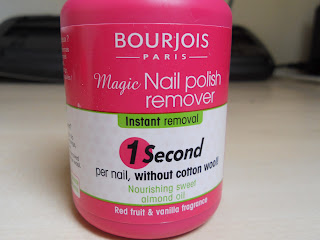 BOURJOIS
PARIS
Magic Nail polish
remover
Instant removal
1 Second
per nail, without cotton wool!
Nourishing sweet
almond oil
Red fruit & vanilla fragrance